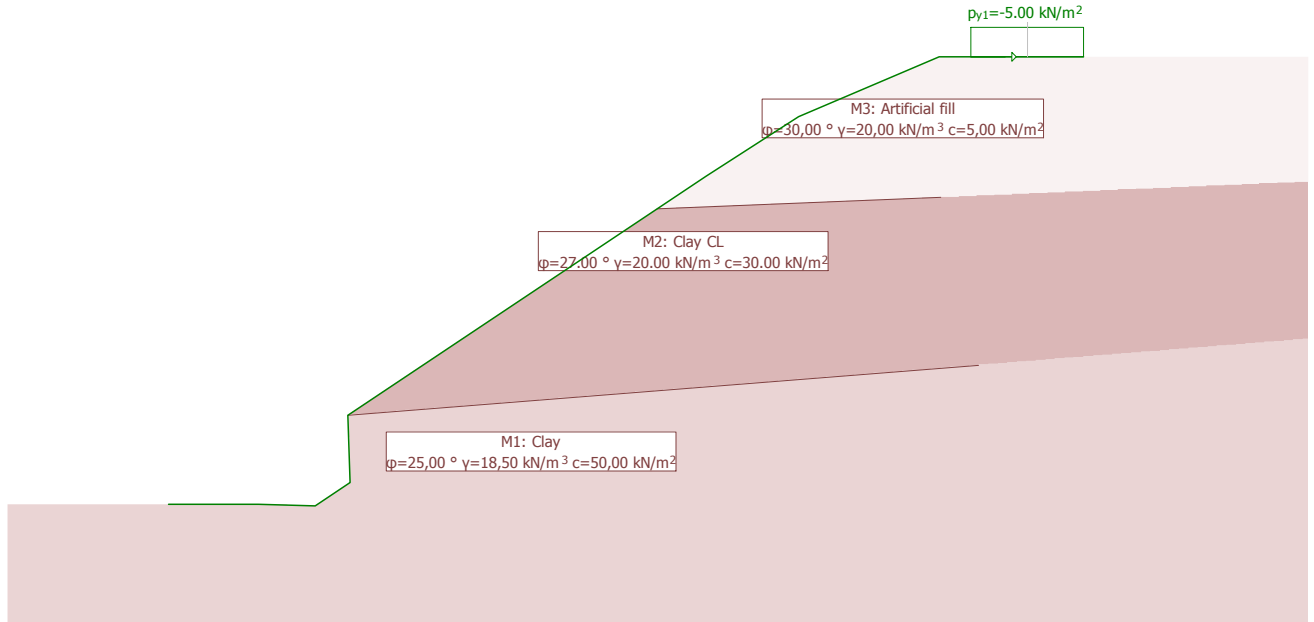 py1=-5.00 kN/m²
M3: Artificial fill
φ=30,00 ° γ=20,00 kN/m³ c=5,00 kN/m²
M2: Clay CL
φ=27.00 ° γ=20.00 kN/m³ c=30.00 kN/m²
M1: Clay
φ=25,00 ° γ=18,50 kN/m³ c=50,00 kN/m²